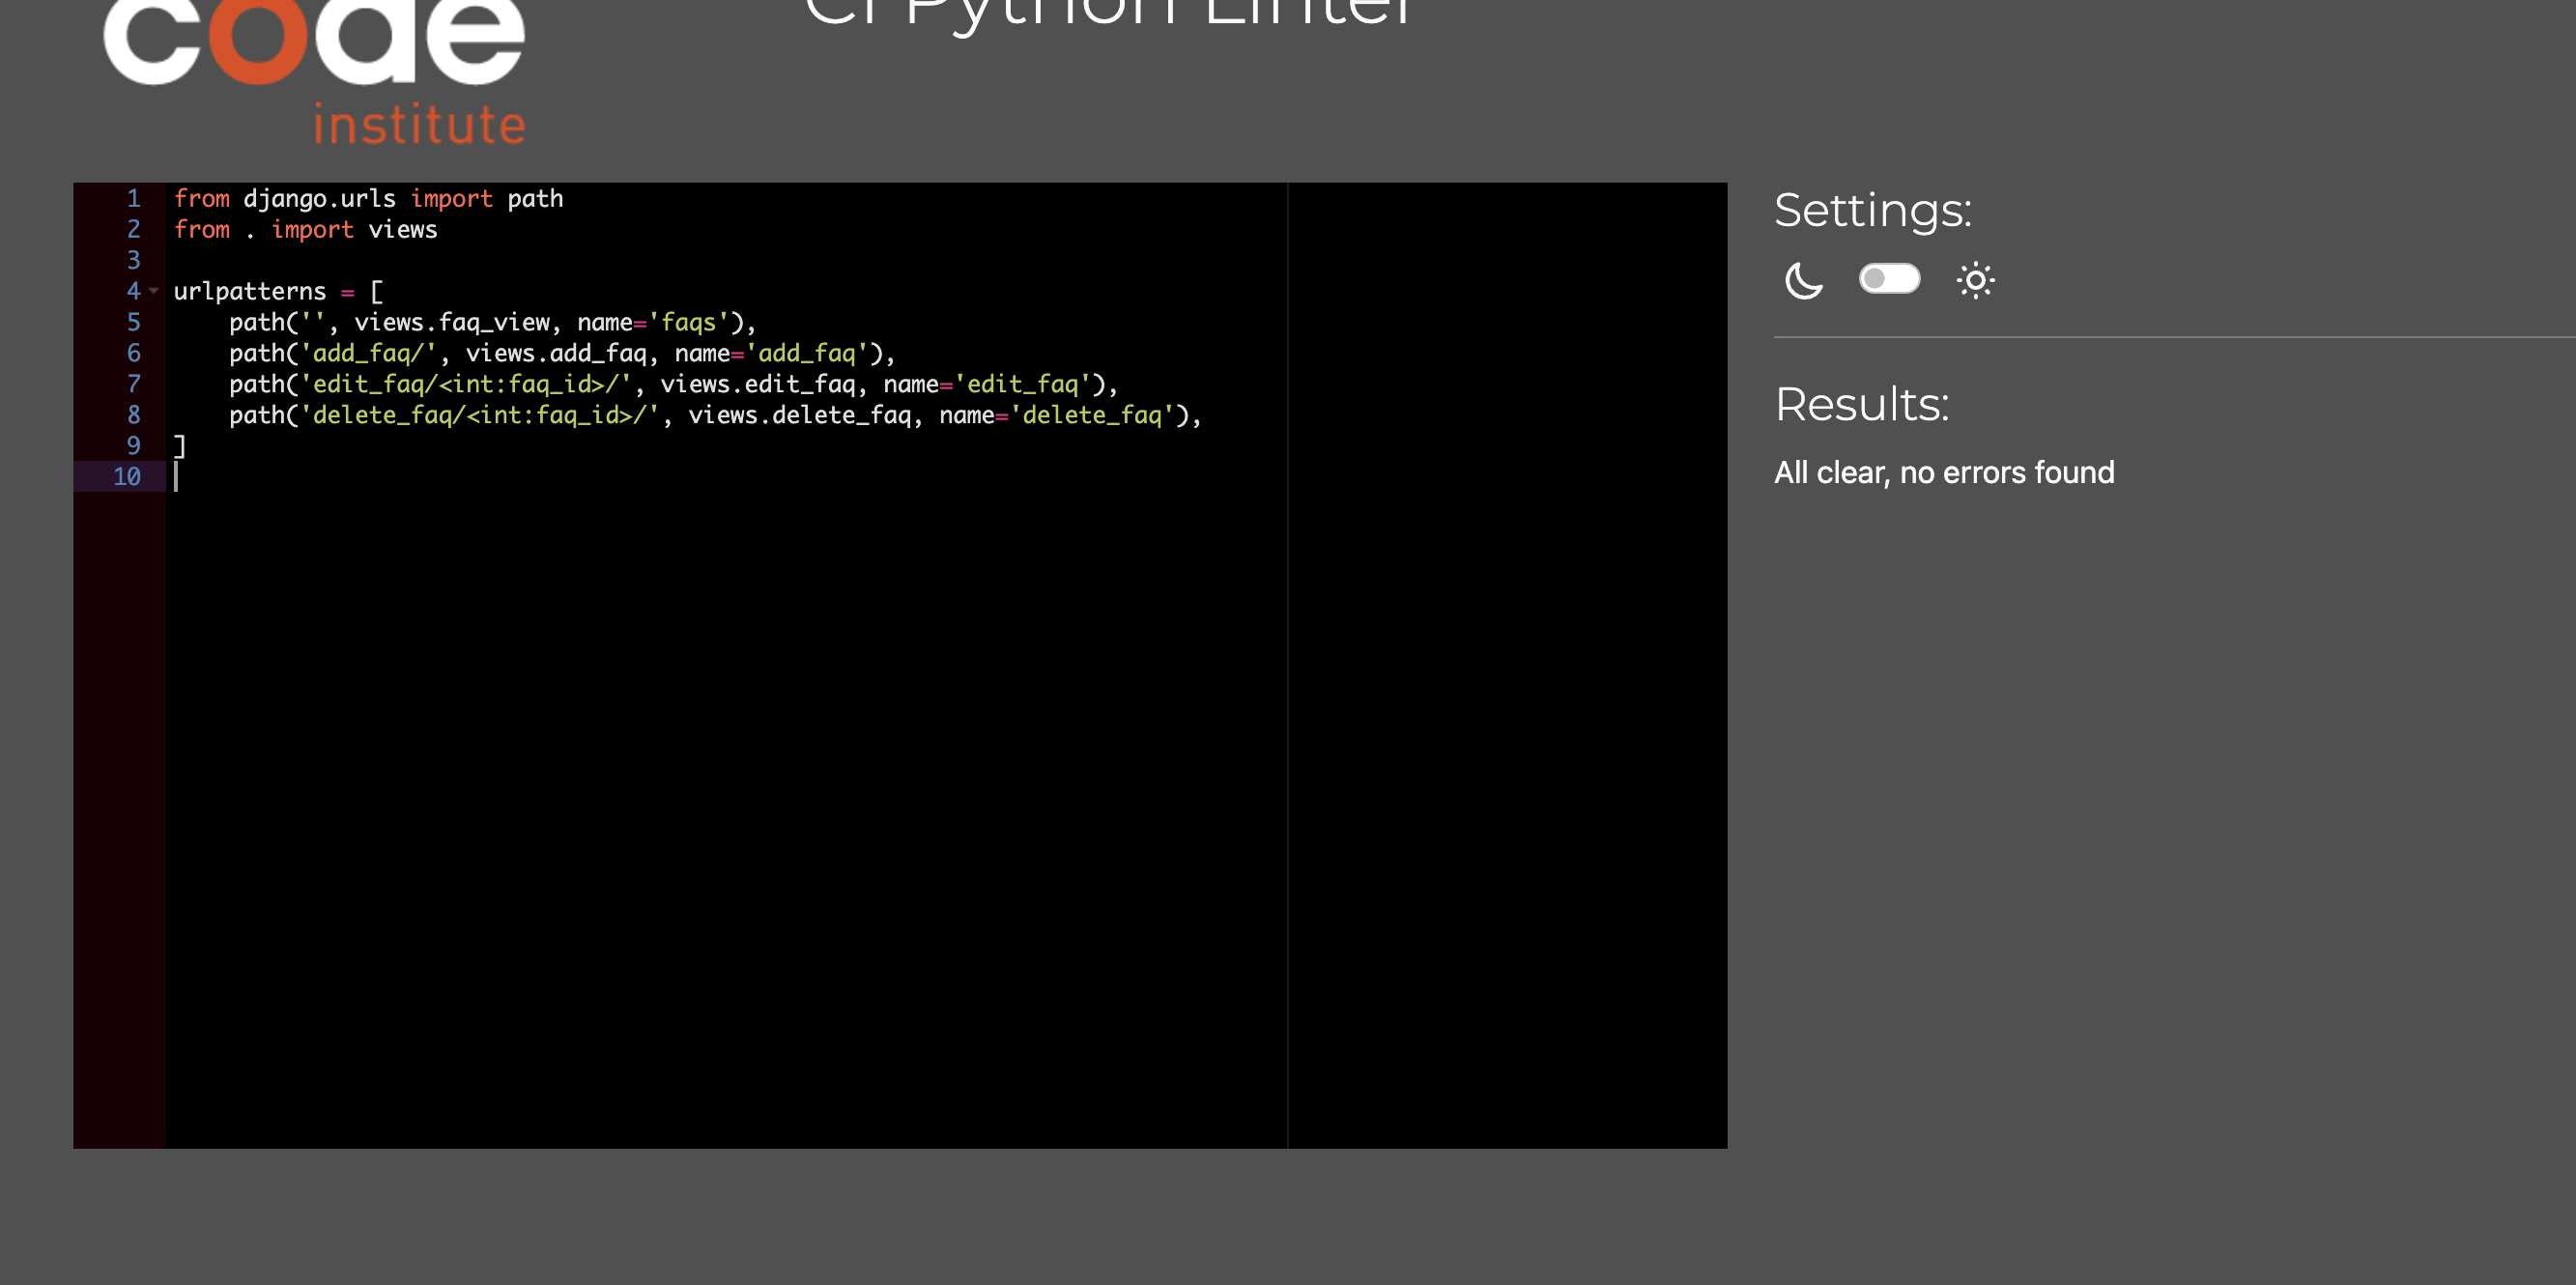 code
institute
CI Python Linter
1 from django.urls import path
2 from . import views
3
4 urlpatterns = [
5     path('', views.faq_view, name='faqs'),
6     path('add_faq/', views.add_faq, name='add_faq'),
7     path('edit_faq/<int:faq_id>/', views.edit_faq, name='edit_faq'),
8     path('delete_faq/<int:faq_id>/', views.delete_faq, name='delete_faq'),
9 ]
10
Settings:
Results:
All clear, no errors found